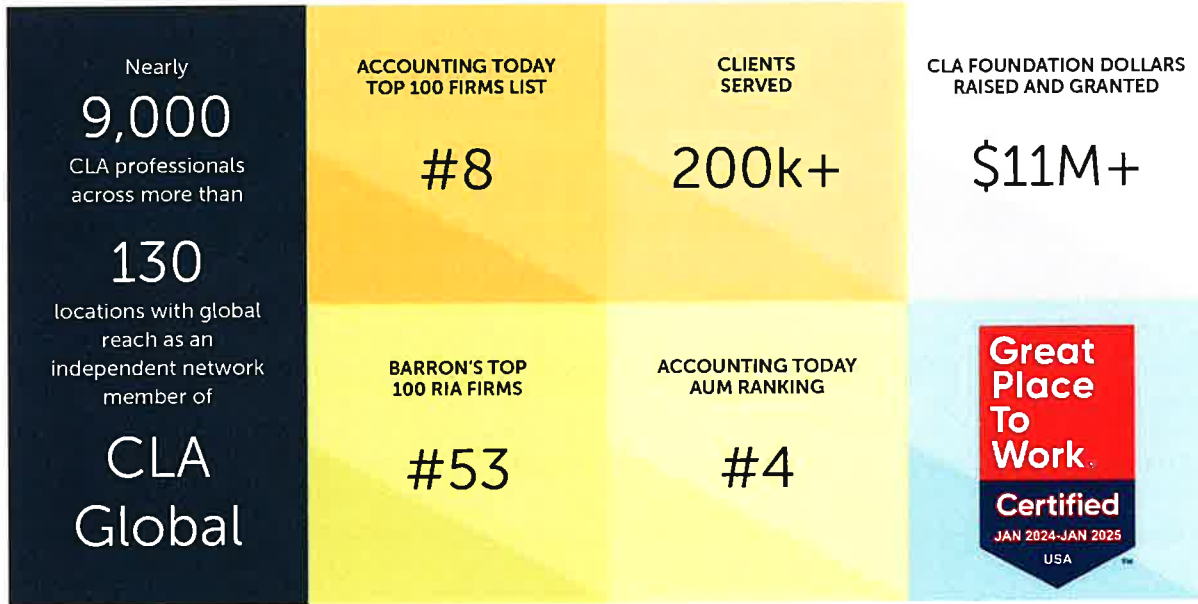 Nearly
9,000
CLA professionals
across more than
130
locations with global
reach as an
independent network
member of
CLA
Global
ACCOUNTING TODAY
TOP 100 FIRMS LIST
#8
CLIENTS
SERVED
200k+
CLA FOUNDATION DOLLARS
RAISED AND GRANTED
$11M+
BARRON'S TOP
100 RIA FIRMS
#53
ACCOUNTING TODAY
AUM RANKING
#4
Great
Place
To
Work.
Certified
JAN 2024-JAN 2025
USA
TM